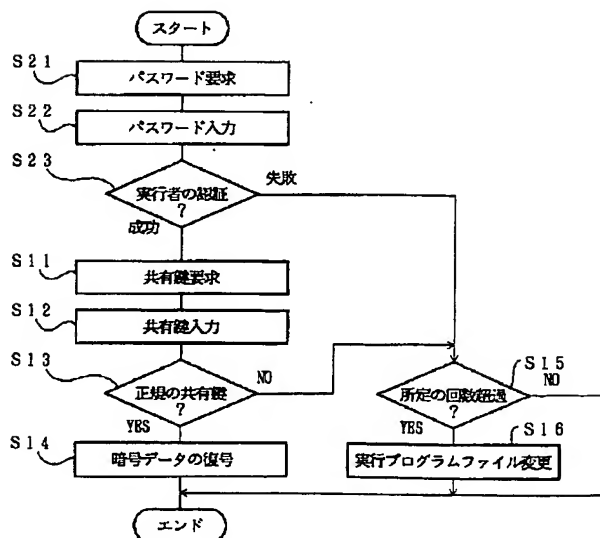 スタート
S21
パスワード要求
S22
パスワード入力
S23
実行者の認証
?
失敗
成功
S11
共有鍵要求
S12
共有鍵入力
S13
正規の共有鍵
?
NO
YES
S15
所定の回数超過
?
NO
YES
S14
暗号データの復号
S16
実行プログラムファイル変更
エンド